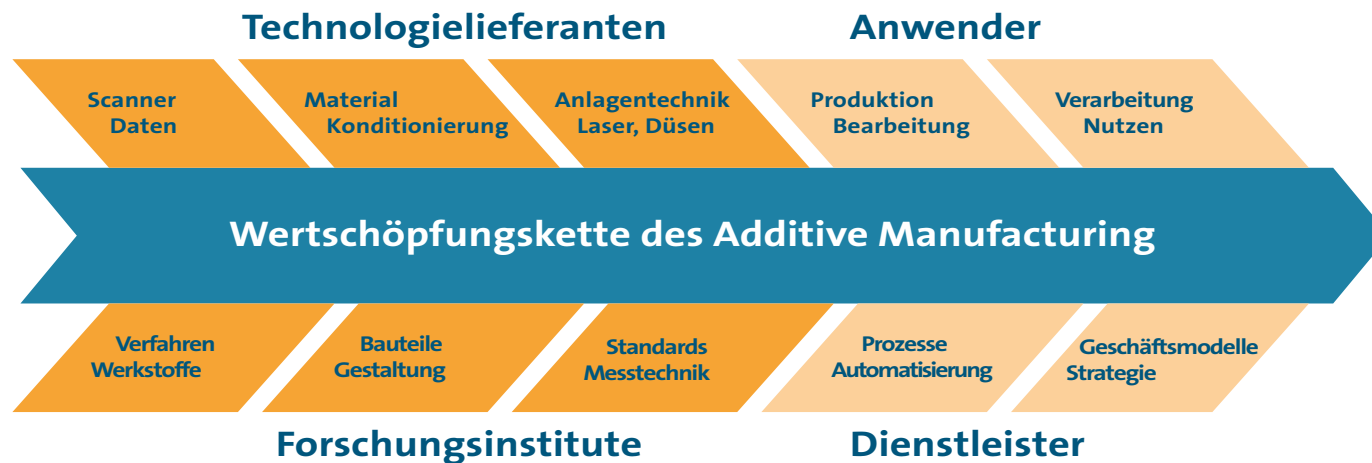 Technologielieferanten
Anwender
Scanner
Daten
Material
Konditionierung
Anlagentechnik
Laser, Düsen
Produktion
Bearbeitung
Verarbeitung
Nutzen
Wertschöpfungskette des Additive Manufacturing
Verfahren
Werkstoffe
Bauteile
Gestaltung
Standards
Messtechnik
Prozesse
Automatisierung
Geschäftsmodelle
Strategie
Forschungsinstitute
Dienstleister